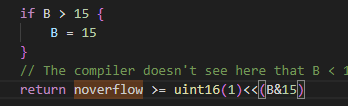 if B > 15 {
B = 15
}
// The compiler doesn't see here that B < 1
return noverflow >= uint16(1)<<(B&15)